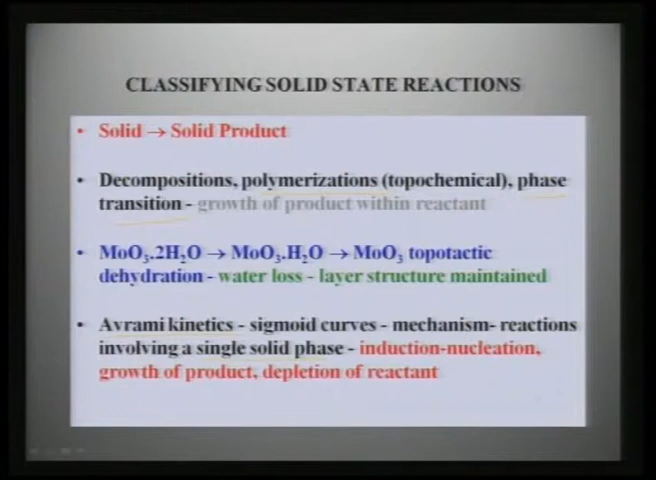 CLASSIFYING SOLID STATE REACTIONS
• Solid → Solid Product
• Decompositions, polymerizations (topochemical), phase
transition - growth of product within reactant
• MoO₃.2H₂O → MoO₃.H₂O → MoO₃ topotactic
dehydration - water loss - layer structure maintained
• Avrami kinetics - sigmoid curves - mechanism- reactions
involving a single solid phase - induction-nucleation,
growth of product, depletion of reactant